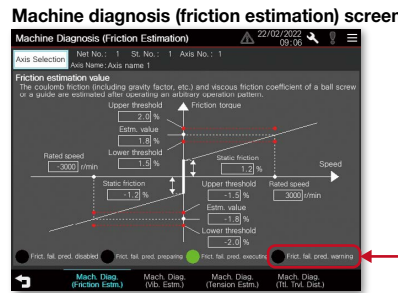 Machine diagnosis (friction estimation) screen
Machine Diagnosis (Friction Estimation)
22/02/2022
09:06
Axis Selection
Net No.: 1 St. No.: 1 Axis No.: 1
Axis Name: Axis name 1
Friction estimation value
The coulomb friction (including gravity factor, etc.) and viscous friction coefficient of a ball screw
or a guide are estimated after operating an arbitrary operation pattern.
Upper threshold
2.0 %
Friction torque
Estm. value
1.8 %
Lower threshold
1.5 %
Rated speed
-3000 r/min
Static friction
1.2 %
Speed
Static friction
-1.2 %
Upper threshold
-1.5 %
Rated speed
3000 r/min
Estm. value
-1.8 %
Lower threshold
-2.0 %
Frict. fail. pred. disabled
Frict. fail. pred. preparing
Frict. fail. pred. executing
Frict. fail. pred. warning
Mach. Diag.
(Friction Estm.)
Mach. Diag.
(Vib. Estm.)
Mach. Diag.
(Tension Estm.)
Mach. Diag.
(Ttl. Trvl. Dist.)